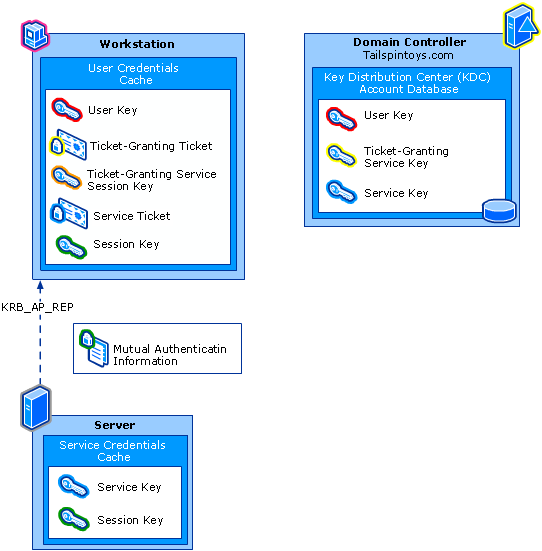 Workstation
User Credentials
Cache
User Key
Ticket-Granting Ticket
Ticket-Granting Service
Session Key
Service Ticket
Session Key
Domain Controller
Tailspintoys.com
Key Distribution Center (KDC)
Account Database
User Key
Ticket-Granting
Service Key
Service Key
KRB_AP_REP
Mutual Authenticatin
Information
Server
Service Credentials
Cache
Service Key
Session Key